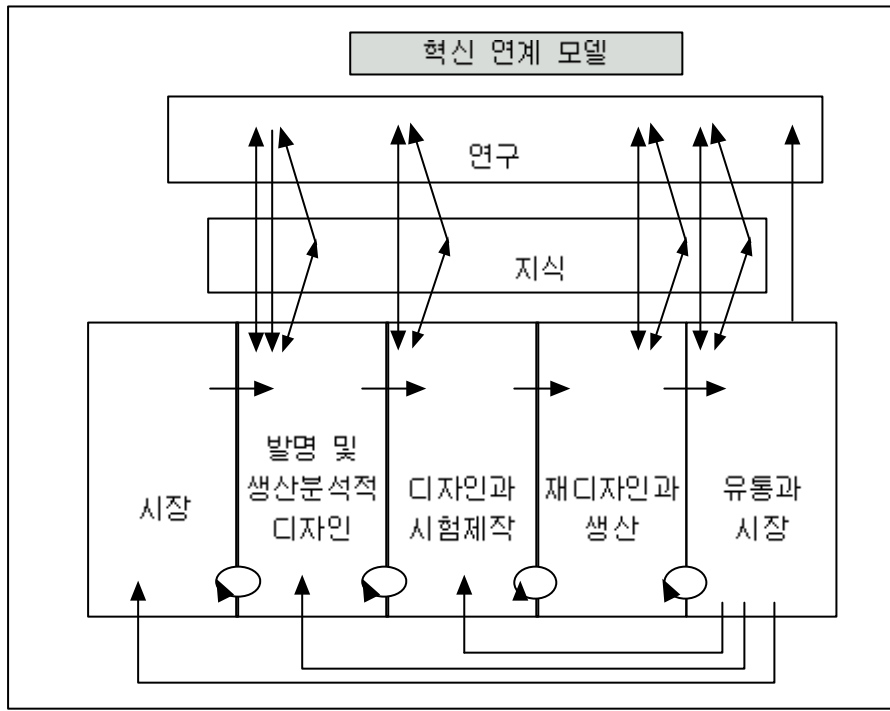 혁신 연계 모델
연구
지식
시장
발명 및
생산분석적
디자인
디자인과
시험제작
재디자인과
생산
유통과
시장